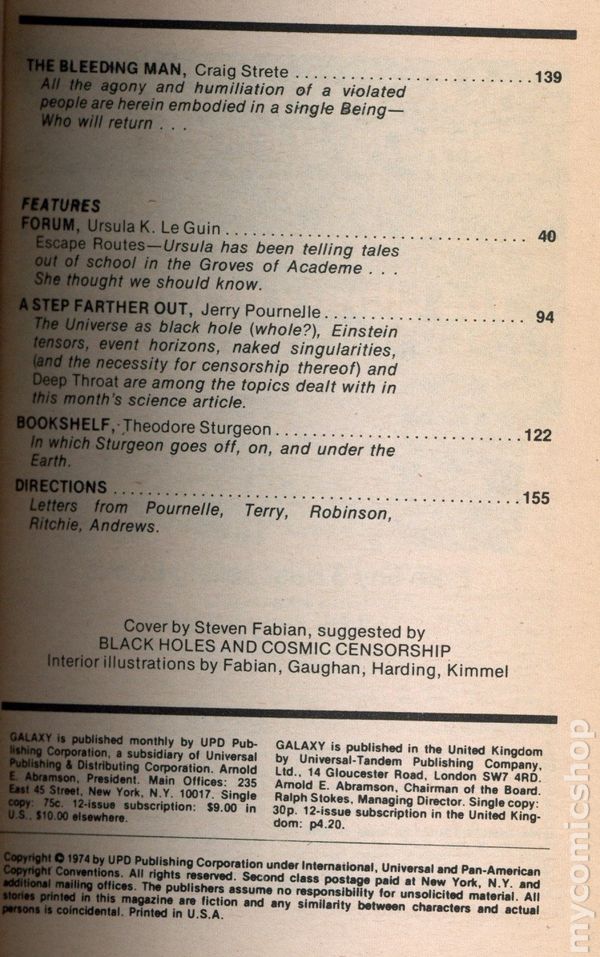 THE BLEEDING MAN, Craig Strete ............................139
All the agony and humiliation of a violated
people are herein embodied in a single Being—
Who will return . . .
FEATURES
FORUM, Ursula K. Le Guin ................................... 40
Escape Routes—Ursula has been telling tales
out of school in the Groves of Academe . . .
She thought we should know.
A STEP FARTHER OUT, Jerry Pournelle........................ 94
The Universe as black hole (whole?), Einstein
tensors, event horizons, naked singularities,
(and the necessity for censorship thereof) and
Deep Throat are among the topics dealt with in
this month's science article.
BOOKSHELF, Theodore Sturgeon.............................122
In which Sturgeon goes off, on, and under the
Earth.
DIRECTIONS ...............................................155
Letters from Pournelle, Terry, Robinson,
Ritchie, Andrews.
Cover by Steven Fabian, suggested by
BLACK HOLES AND COSMIC CENSORSHIP
Interior illustrations by Fabian, Gaughan, Harding, Kimmel
GALAXY is published monthly by UPD Pub-
lishing Corporation, a subsidiary of Universal
Publishing & Distributing Corporation. Arnold
E. Abramson, President. Main Offices: 235
East 45 Street, New York, N.Y. 10017. Single
copy: 75c. 12-issue subscription: $9.00 in
U.S., $10.00 elsewhere.
GALAXY is published in the United Kingdom
by Universal-Tandem Publishing Company,
Ltd., 14 Gloucester Road, London SW7 4RD.
Arnold E. Abramson, Chairman of the Board.
Ralph Stokes, Managing Director. Single copy:
30p. 12-issue subscription in the United King-
dom: p4.20.
Copyright © 1974 by UPD Publishing Corporation under International, Universal and Pan-American
Copyright Conventions. All rights reserved. Second class postage paid at New York, N.Y. and
additional mailing offices. The publishers assume no responsibility for unsolicited material. All
stories printed in this magazine are fiction and any similarity between characters and actual
persons is coincidental. Printed in U.S.A.
mycomicshop